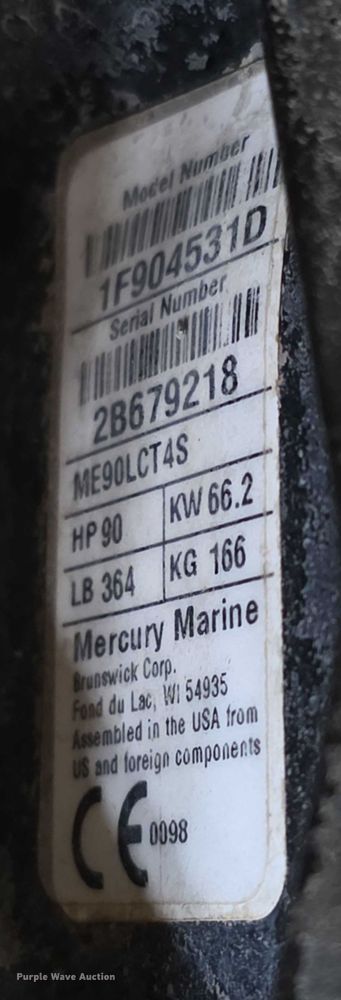 Model Number
1F904531D
Serial Number
2B679218
ME90LCT4S
HP 90 KW 66.2
LB 364 KG 166
Mercury Marine
Brunswick Corp.
Fond du Lac, WI 54935
Assembled in the USA from
US and foreign components
CE 0098
Purple Wave Auction